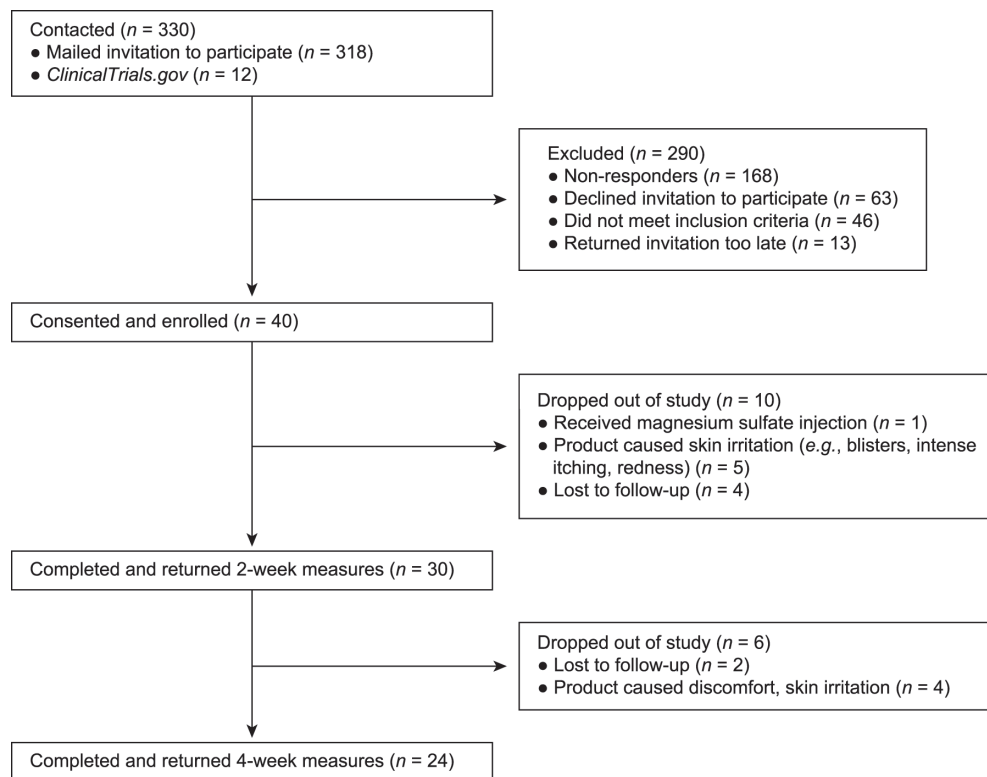 Contacted (n = 330)
● Mailed invitation to participate (n = 318)
● ClinicalTrials.gov (n = 12)
Excluded (n = 290)
● Non-responders (n = 168)
● Declined invitation to participate (n = 63)
● Did not meet inclusion criteria (n = 46)
● Returned invitation too late (n = 13)
Consented and enrolled (n = 40)
Dropped out of study (n = 10)
● Received magnesium sulfate injection (n = 1)
● Product caused skin irritation (e.g., blisters, intense
itching, redness) (n = 5)
● Lost to follow-up (n = 4)
Completed and returned 2-week measures (n = 30)
Dropped out of study (n = 6)
● Lost to follow-up (n = 2)
● Product caused discomfort, skin irritation (n = 4)
Completed and returned 4-week measures (n = 24)